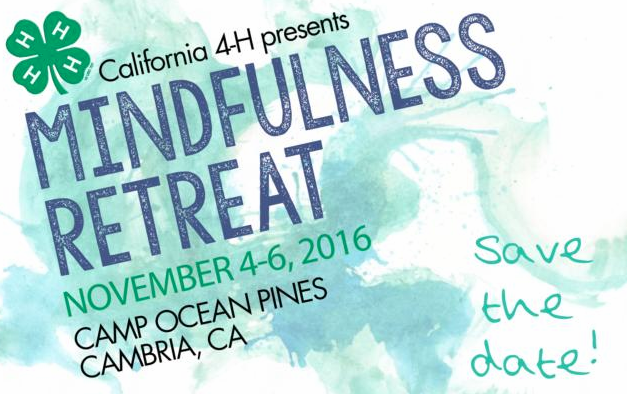 H H
H H
California 4-H presents
MINDFULNESS
RETREAT
NOVEMBER 4-6, 2016
CAMP OCEAN PINES
CAMBRIA, CA
Save
the
date!